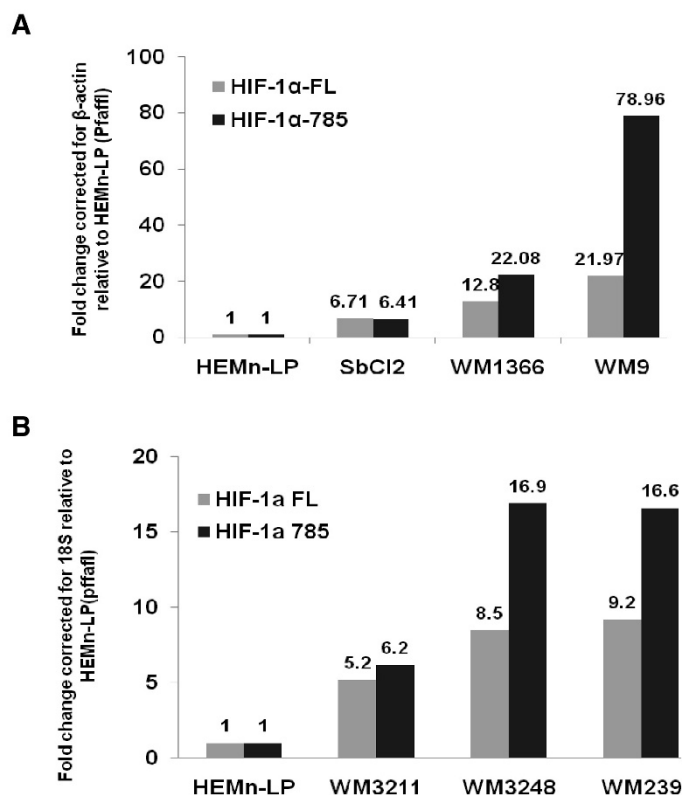 A
Fold change corrected for β-actin
relative to HEMn-LP (Pfaffl)
100
80
60
40
20
0
HIF-1α-FL
HIF-1α-785
1 1
6.71 6.41
12.8 22.08
21.97 78.96
HEMn-LP SbCl2 WM1366 WM9
B
Fold change corrected for 18S relative to
HEMn-LP(pffafl)
20
15
10
5
0
HIF-1a FL
HIF-1a 785
1 1
5.2 6.2
8.5 16.9
9.2 16.6
HEMn-LP WM3211 WM3248 WM239